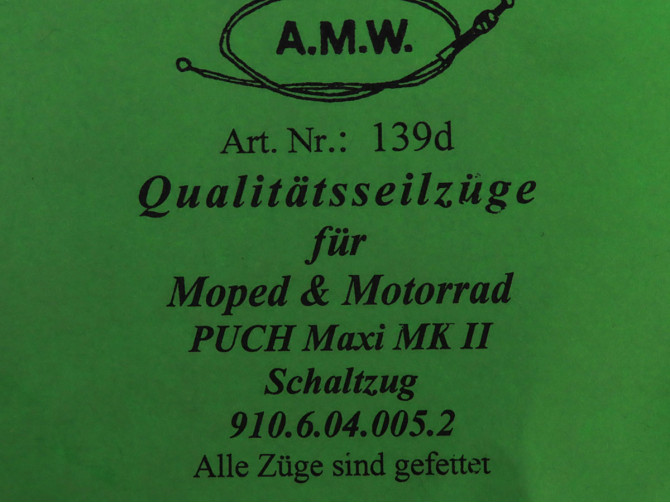 A.M.W.
Art. Nr.: 139d
Qualitätsseilzüge
für
Moped & Motorrad
PUCH Maxi MK II
Schaltzug
910.6.04.005.2
Alle Züge sind gefettet